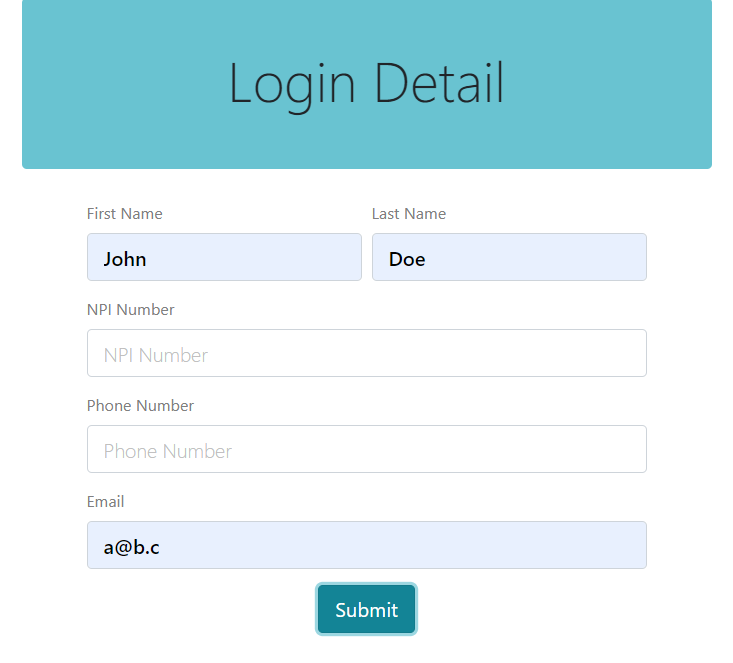 Login Detail
First Name Last Name
John Doe
NPI Number
NPI Number
Phone Number
Phone Number
Email
a@b.c
Submit